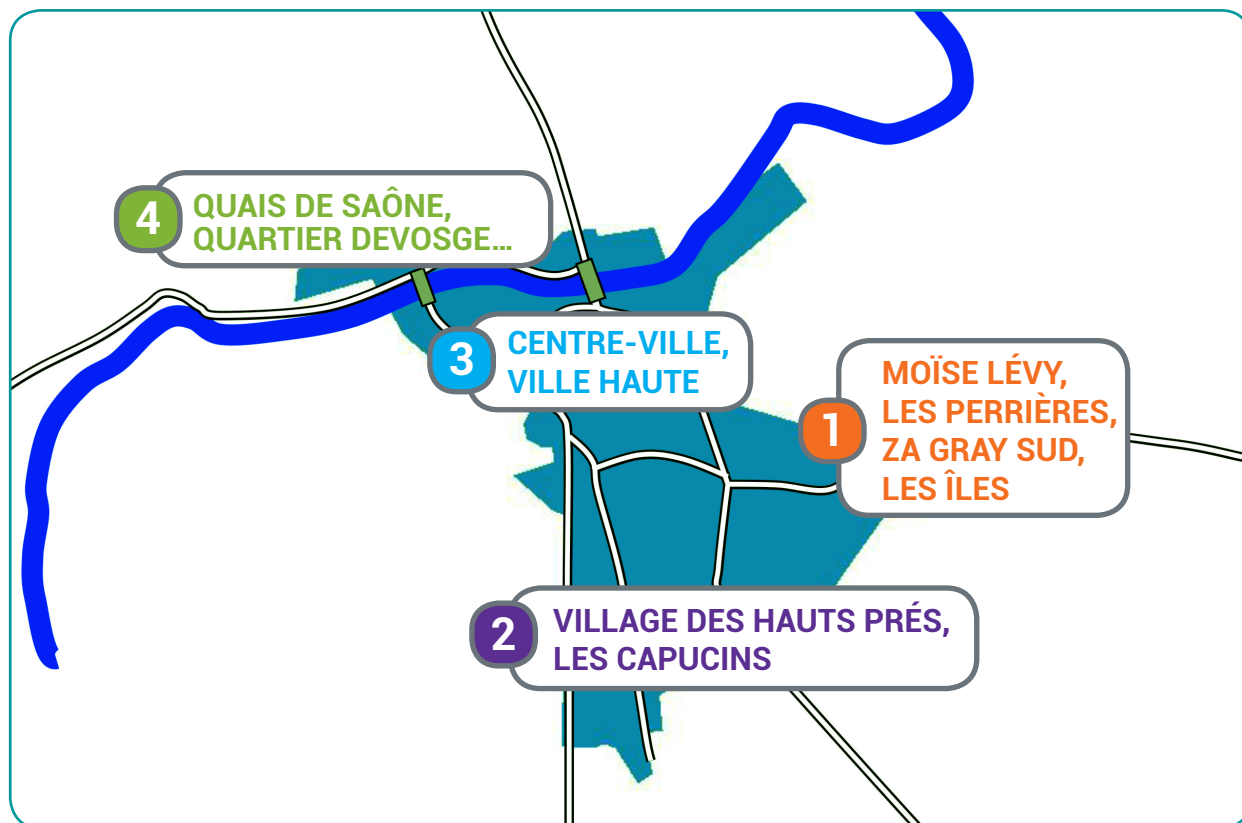 4
QUAIS DE SAÔNE,
QUARTIER DEVOSGE...
3
CENTRE-VILLE,
VILLE HAUTE
1
MOÏSE LÉVY,
LES PERRIÈRES,
ZA GRAY SUD,
LES ÎLES
2
VILLAGE DES HAUTS PRÉS,
LES CAPUCINS